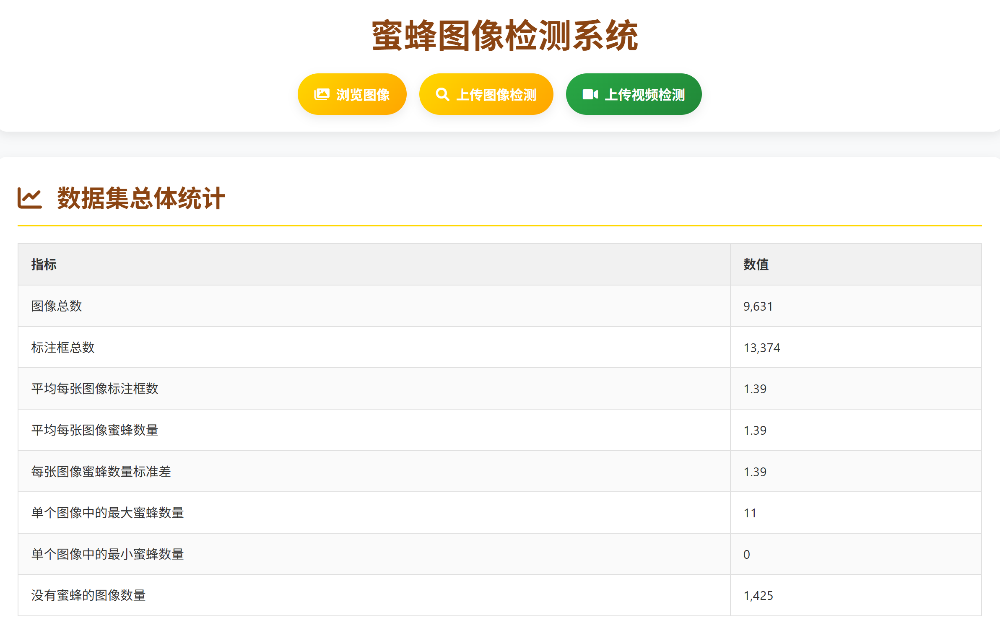 蜜蜂图像检测系统
浏览图像
上传图像检测
上传视频检测
数据集总体统计
指标 数值
图像总数 9,631
标注框总数 13,374
平均每张图像标注框数 1.39
平均每张图像蜜蜂数量 1.39
每张图像蜜蜂数量标准差 1.39
单个图像中的最大蜜蜂数量 11
单个图像中的最小蜜蜂数量 0
没有蜜蜂的图像数量 1,425